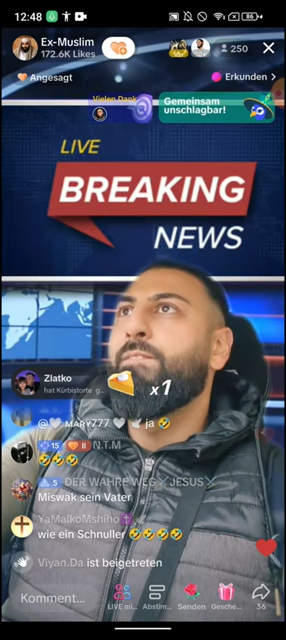 12:48
86
Ex-Muslim
172.6K Likes
250
Angesagt
Erkunden >
Vielen Dank
Gemeinsam
unschlagbar!
LIVE
BREAKING
NEWS
Zlatko
hat Kürbistorte g...
x1
@🤍 ᴍᴀʀʏ777 🤍 🕊 ja 🤣
15 II N.T.M
🤣🤣🤣
5 DER WAHRE WEG⚔JESUS⚔
Miswak sein Vater
YaMalkoMshiho✝
wie ein Schnuller 🤣🤣🤣🤣
Viyan.Da ist beigetreten
Komment...
LIVE mi...
Abstim...
Senden
Gesche...
36